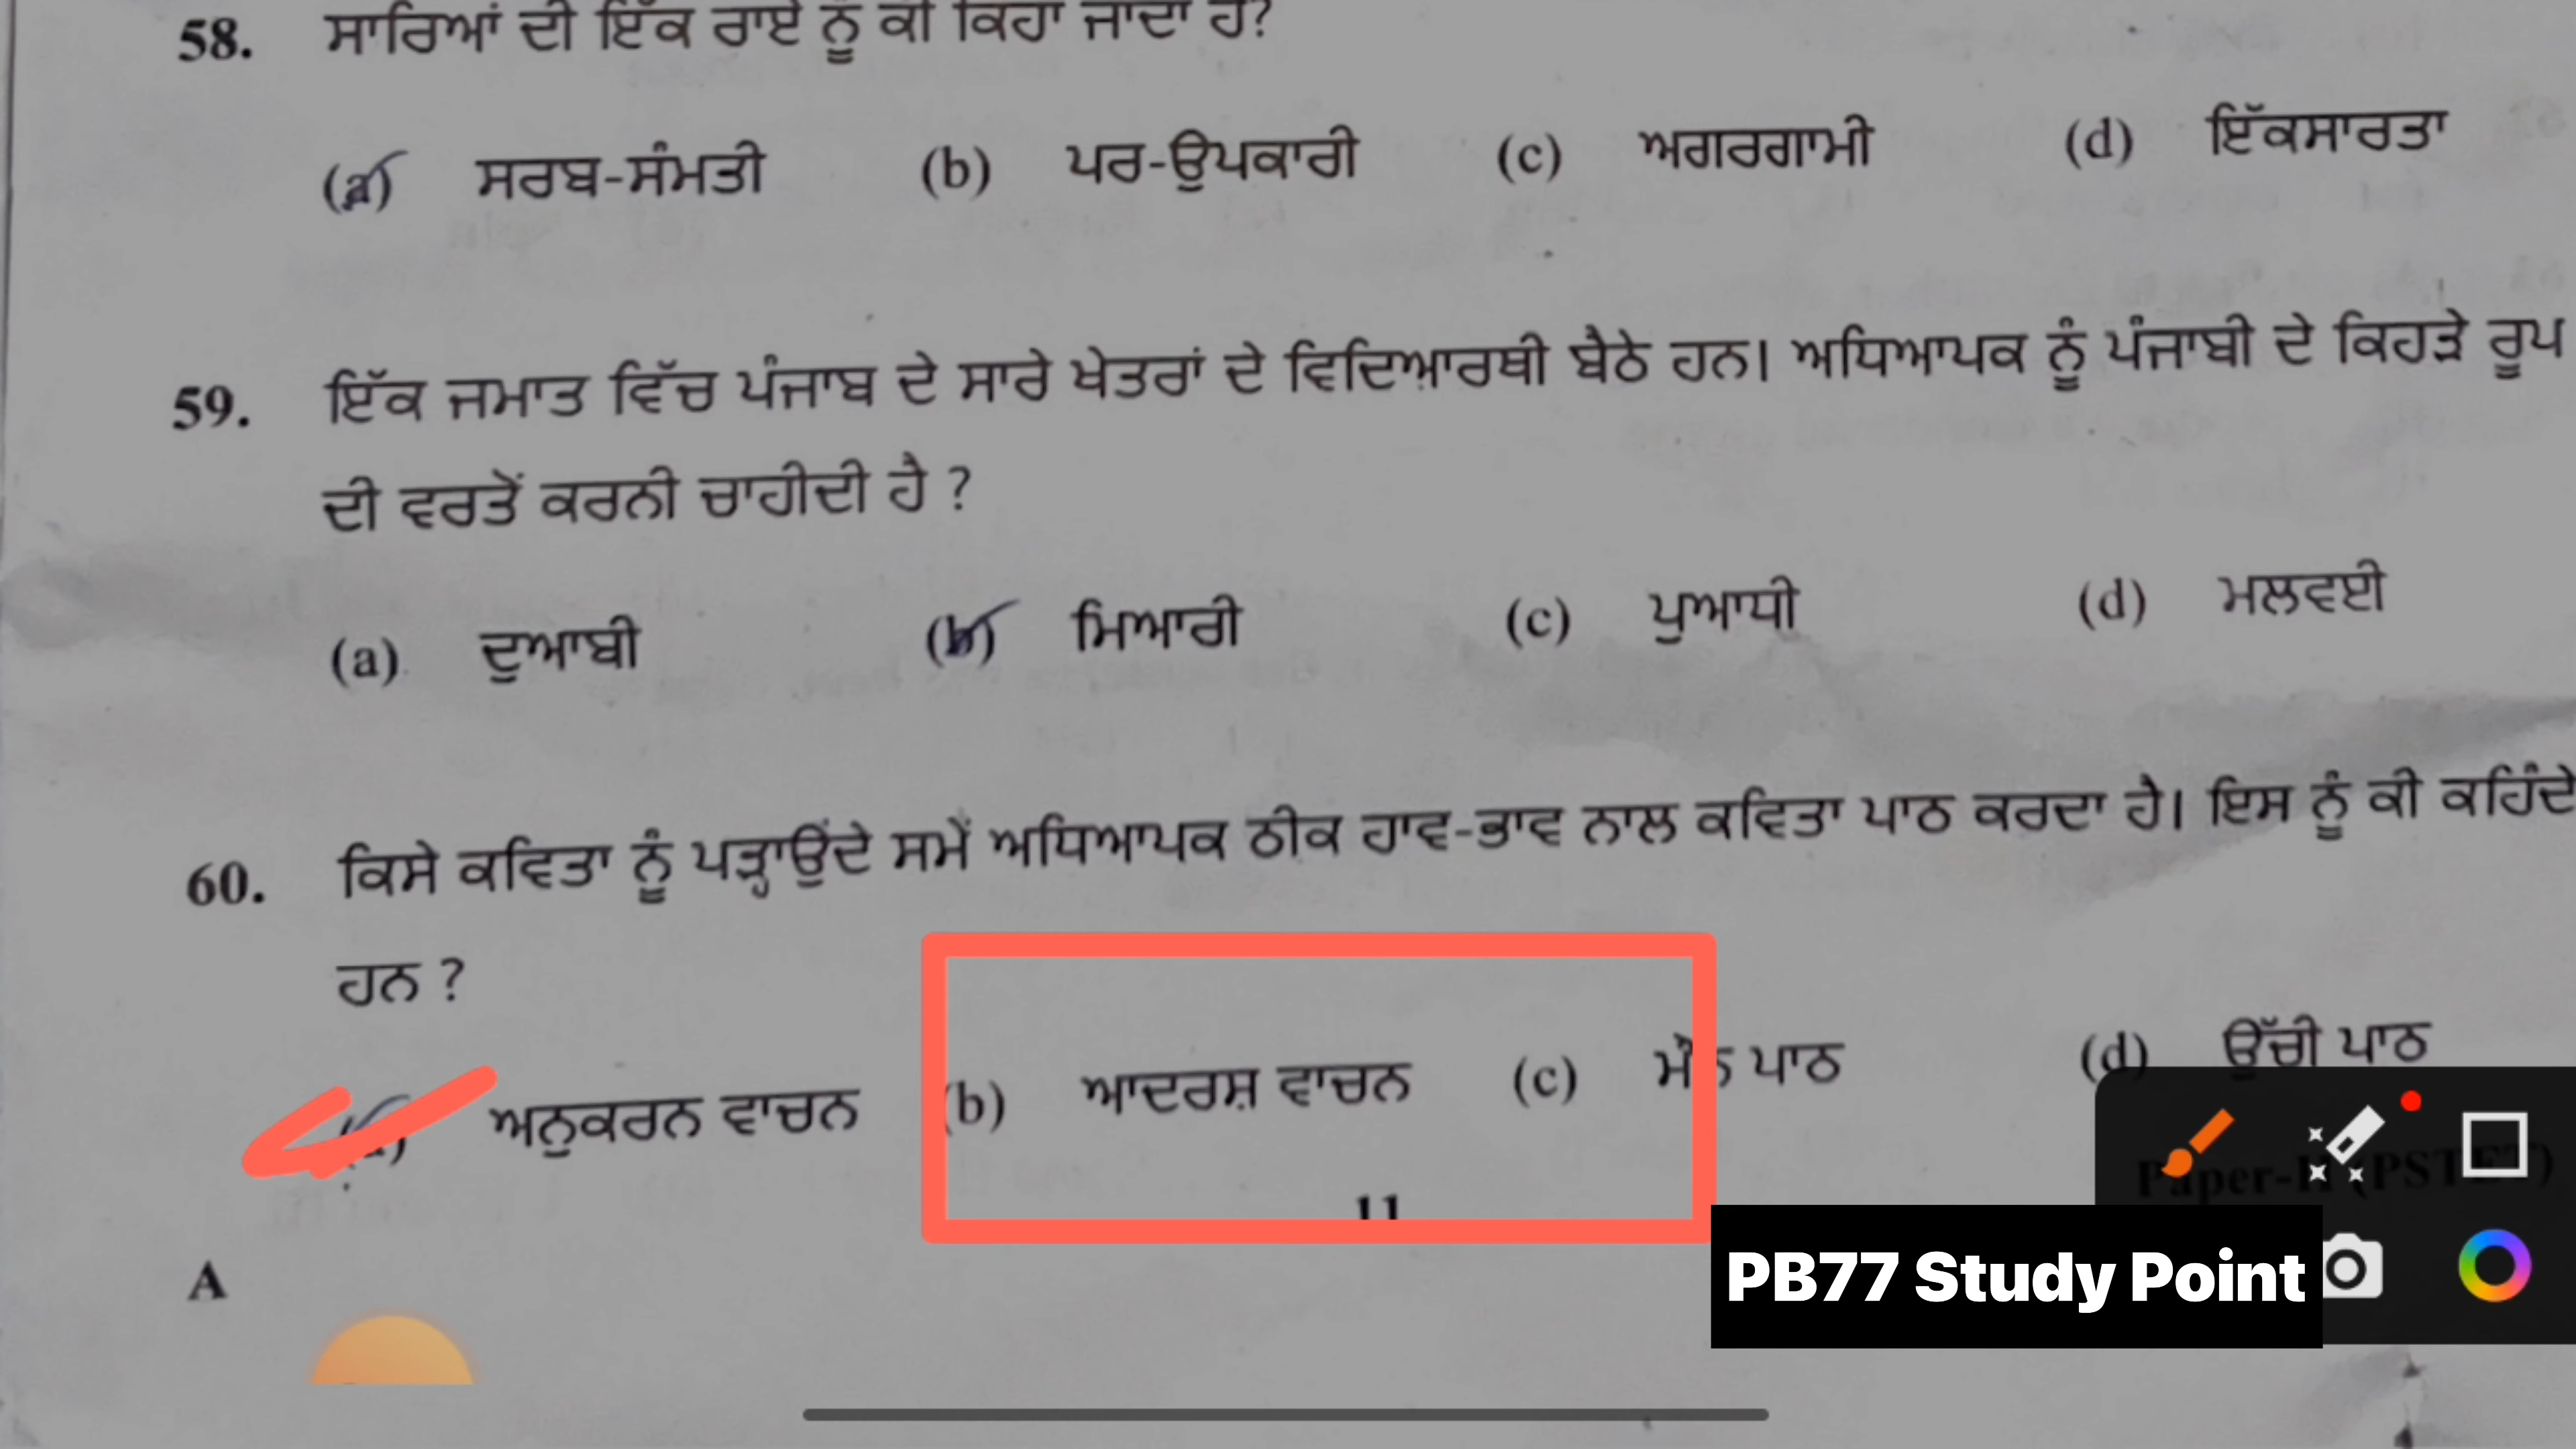 58. ਸਾਰਿਆਂ ਦੀ ਇੱਕ ਰਾਏ ਨੂੰ ਕੀ ਕਿਹਾ ਜਾਂਦਾ ਹੈ?
(a) ਸਰਬ-ਸੰਮਤੀ (b) ਪਰ-ਉਪਕਾਰੀ (c) ਅਗਰਗਾਮੀ (d) ਇੱਕਸਾਰਤਾ
59. ਇੱਕ ਜਮਾਤ ਵਿੱਚ ਪੰਜਾਬ ਦੇ ਸਾਰੇ ਖੇਤਰਾਂ ਦੇ ਵਿਦਿਆਰਥੀ ਬੈਠੇ ਹਨ। ਅਧਿਆਪਕ ਨੂੰ ਪੰਜਾਬੀ ਦੇ ਕਿਹੜੇ ਰੂਪ
ਦੀ ਵਰਤੋਂ ਕਰਨੀ ਚਾਹੀਦੀ ਹੈ ?
(a) ਦੁਆਬੀ (b) ਮਿਆਰੀ (c) ਪੁਆਧੀ (d) ਮਲਵਈ
60. ਕਿਸੇ ਕਵਿਤਾ ਨੂੰ ਪੜ੍ਹਾਉਂਦੇ ਸਮੇਂ ਅਧਿਆਪਕ ਠੀਕ ਹਾਵ-ਭਾਵ ਨਾਲ ਕਵਿਤਾ ਪਾਠ ਕਰਦਾ ਹੈ। ਇਸ ਨੂੰ ਕੀ ਕਹਿੰਦੇ
ਹਨ ?
(a) ਅਨੁਕਰਨ ਵਾਚਨ (b) ਆਦਰਸ਼ ਵਾਚਨ (c) ਮੌਨ ਪਾਠ (d) ਉੱਚੀ ਪਾਠ
11
A
PB77 Study Point